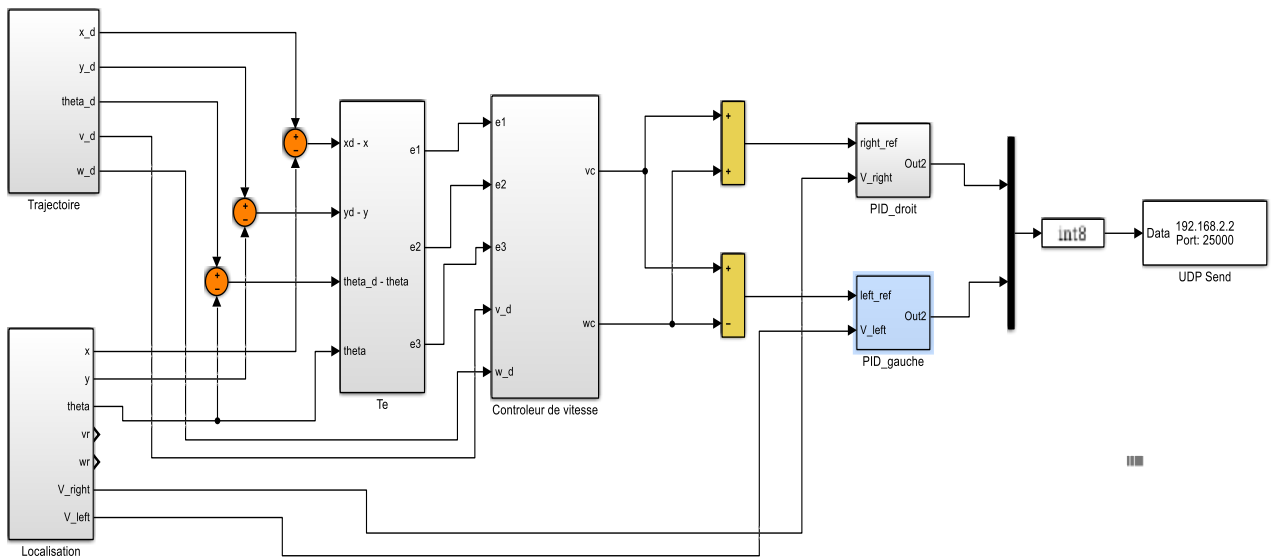 x_d
y_d
theta_d
v_d
w_d
Trajectoire
x
y
theta
vr
wr
V_right
V_left
Localisation
+
−
+
−
+
−
xd - x
yd - y
theta_d - theta
theta
e1
e2
e3
Te
e1
e2
e3
v_d
w_d
vc
wc
Controleur de vitesse
+
+
+
−
right_ref
V_right
Out2
PID_droit
left_ref
V_left
Out2
PID_gauche
int8
Data
192.168.2.2
Port: 25000
UDP Send